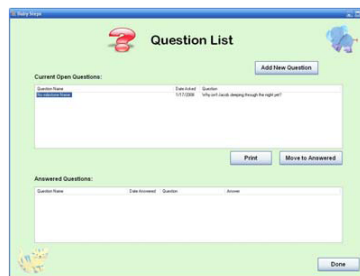 Baby Steps
Question List
Add New Question
Current Open Questions:
Question Name Date Asked Question
1/17/2008 Why isn't Jacob sleeping through the night yet?
Print Move to Answered
Answered Questions:
Question Name Date Answered Question Answer
Done